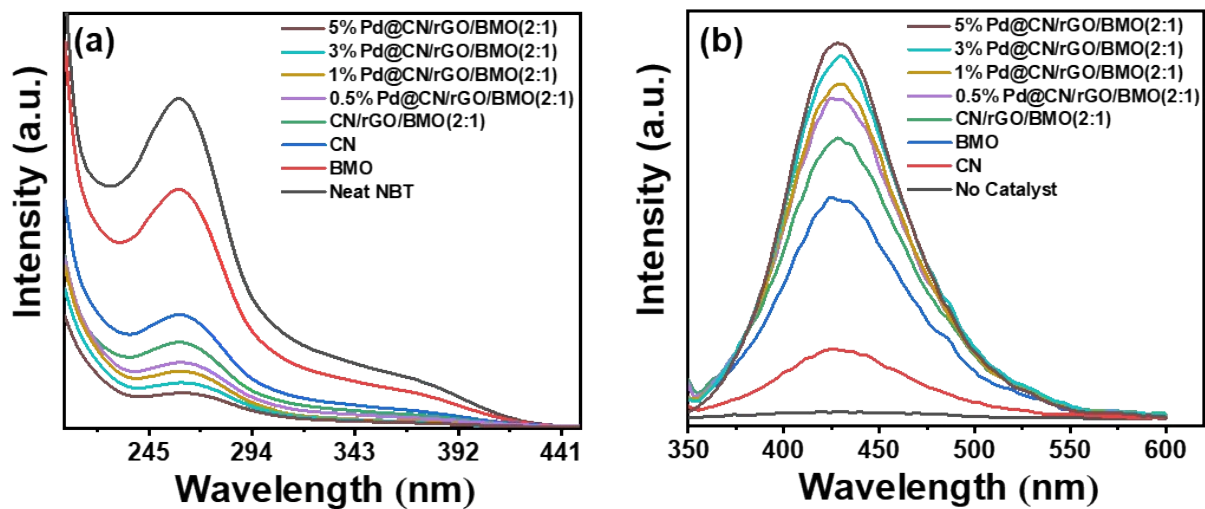 (a)
5% Pd@CN/rGO/BMO(2:1)
3% Pd@CN/rGO/BMO(2:1)
1% Pd@CN/rGO/BMO(2:1)
0.5% Pd@CN/rGO/BMO(2:1)
CN/rGO/BMO(2:1)
CN
BMO
Neat NBT
Intensity (a.u.)
245 294 343 392 441
Wavelength (nm)
(b)
5% Pd@CN/rGO/BMO(2:1)
3% Pd@CN/rGO/BMO(2:1)
1% Pd@CN/rGO/BMO(2:1)
0.5% Pd@CN/rGO/BMO(2:1)
CN/rGO/BMO(2:1)
BMO
CN
No Catalyst
Intensity (a.u.)
350 400 450 500 550 600
Wavelength (nm)